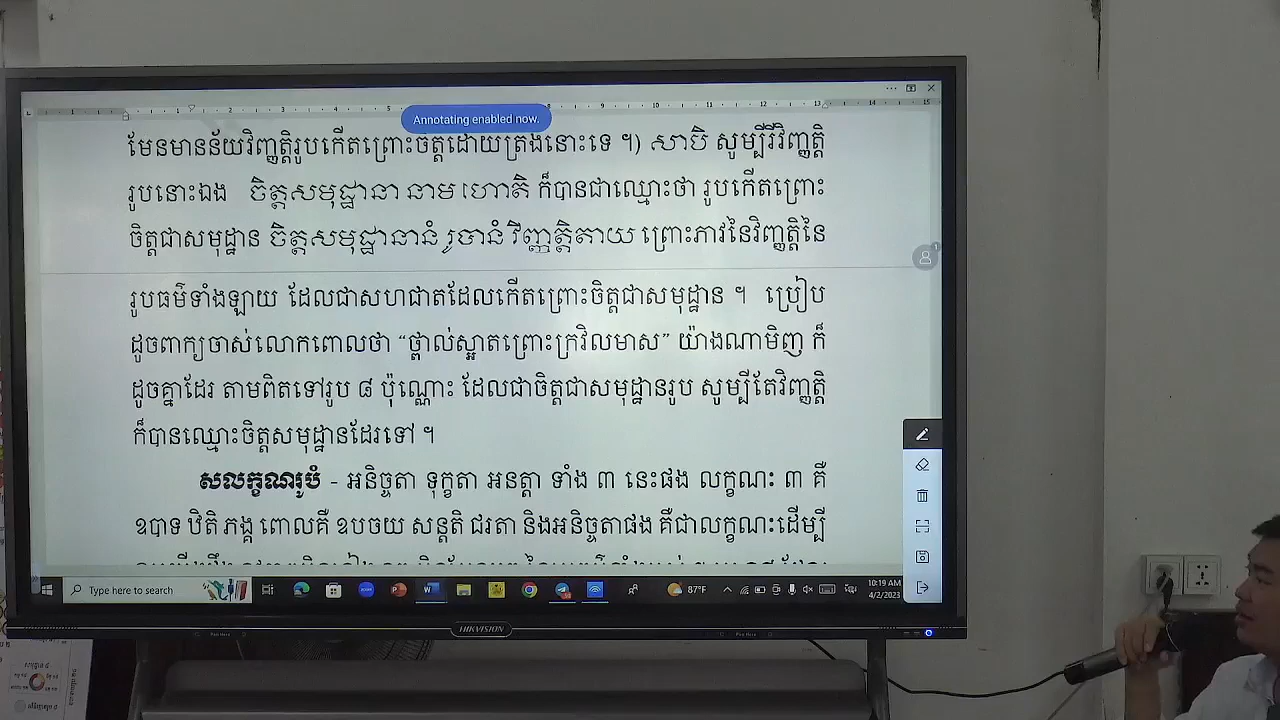 Annotating enabled now.
មែនមានន័យវិញ្ញត្តិរូបកើតព្រោះចិត្តដោយត្រង់នោះទេ ។) សាបិ សូម្បីរីវិញ្ញត្តិ
រូបនោះឯង ចិត្តសមុដ្ឋានា នាម ហោតិ ក៏បានជាឈ្មោះថា រូបកើតព្រោះ
ចិត្តជាសមុដ្ឋាន ចិត្តសមុដ្ឋានានំ រូបានំ វិញ្ញត្តិតាយ ព្រោះភាវនៃវិញ្ញត្តិនៃ
រូបធម៌ទាំងឡាយ ដែលជាសហជាតដែលកើតព្រោះចិត្តជាសមុដ្ឋាន ។ ប្រៀប
ដូចពាក្យចាស់លោកពោលថា “ថ្ពាល់ស្អាតព្រោះក្រវិលមាស” យ៉ាងណាមិញ ក៏
ដូចគ្នាដែរ តាមពិតទៅរូប ៨ ប៉ុណ្ណោះ ដែលជាចិត្តជាសមុដ្ឋានរូប សូម្បីតែវិញ្ញត្តិ
ក៏បានឈ្មោះចិត្តសមុដ្ឋានដែរទៅ ។
សលក្ខណរូបំ - អនិច្ចតា ទុក្ខតា អនត្តា ទាំង ៣ នេះផង លក្ខណៈ ៣ គឺ
ឧបាទ ឋិតិ ភង្គ ពោលគឺ ឧបចយ សន្តតិ ជរតា និងអនិច្ចតាផង គឺជាលក្ខណៈដើម្បី
Type here to search
87°F
10:19 AM
4/2/2023
HIKVISION